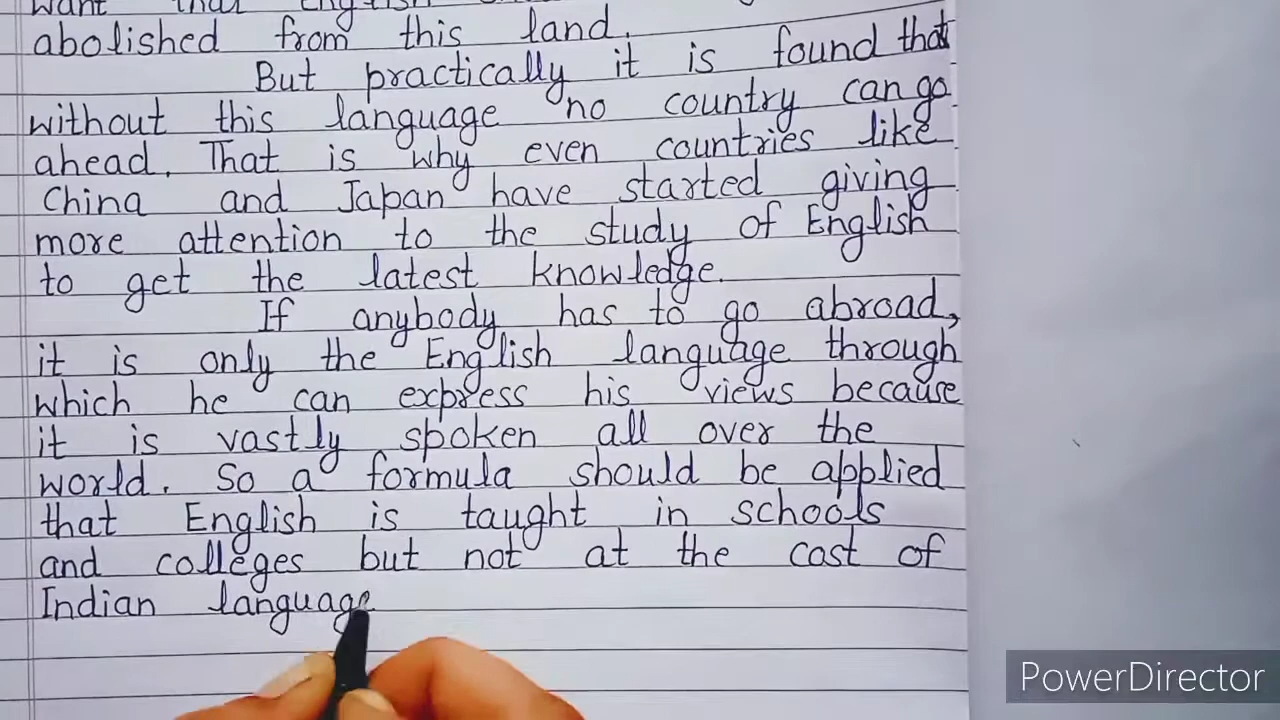 want that English
abolished from this land.
But practically it is found that
without this language no country can go
ahead. That is why even countries like
China and Japan have started giving
more attention to the study of English
to get the latest knowledge.
If anybody has to go abroad,
it is only the English language through
which he can express his views because
it is vastly spoken all over the
world. So a formula should be applied
that English is taught in schools
and colleges but not at the cost of
Indian language
PowerDirector